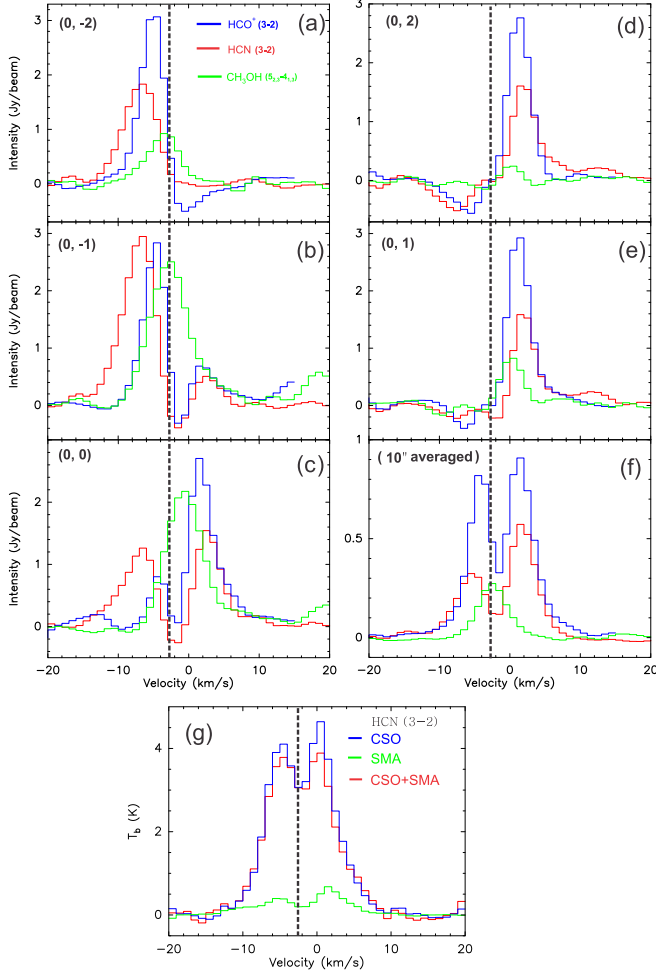 (0, -2)
(a)
HCO⁺ (3-2)
HCN (3-2)
CH₃OH
3
2
1
0
Intensity (Jy/beam)
(0, 2)
(d)
3
2
1
0
(0, -1)
(b)
3
2
1
0
Intensity (Jy/beam)
(0, 1)
(e)
3
2
1
0
(0, 0)
(c)
1
2
0
Intensity (Jy/beam)
-20 -10 0 10 20
Velocity (km/s)
( 10" averaged)
(f)
1
0.5
0
-20 -10 0 10 20
Velocity (km/s)
(g)
HCN (3-2)
CSO
SMA
CSO+SMA
4
2
0
T_b (K)
-20 -10 0 10 20
Velocity (km/s)